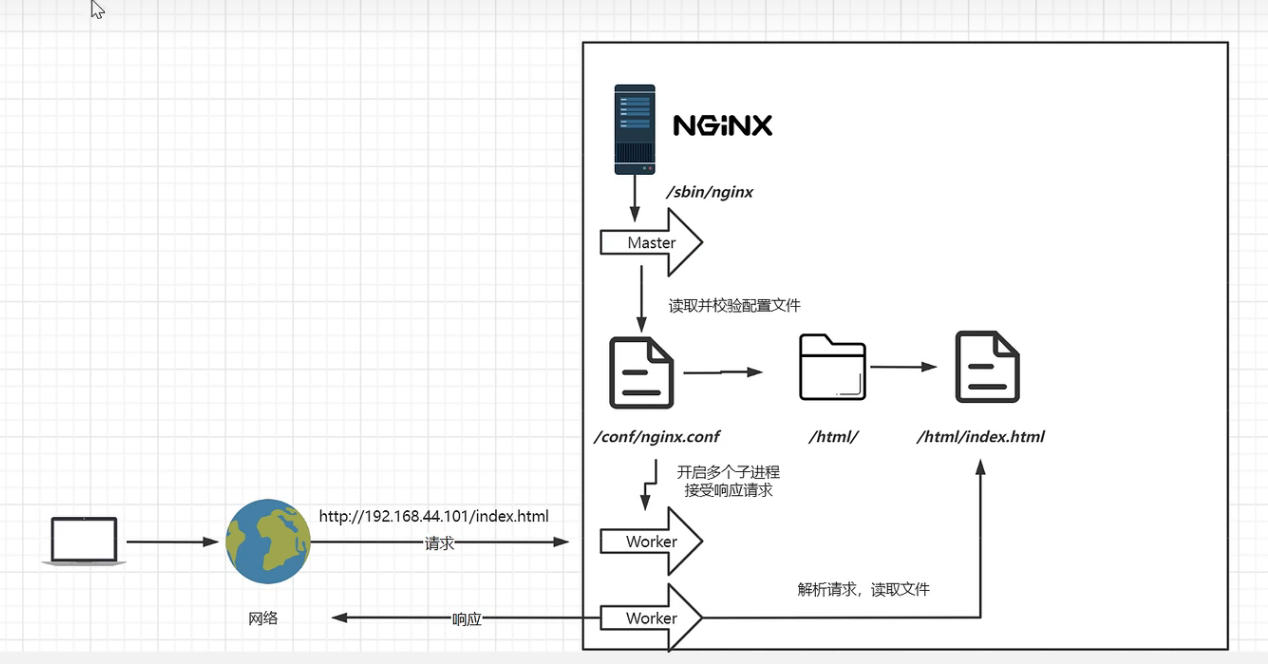 NGiNX
/sbin/nginx
Master
读取并校验配置文件
/conf/nginx.conf
/html/
/html/index.html
开启多个子进程
接受响应请求
http://192.168.44.101/index.html
请求
Worker
解析请求，读取文件
网络
响应
Worker